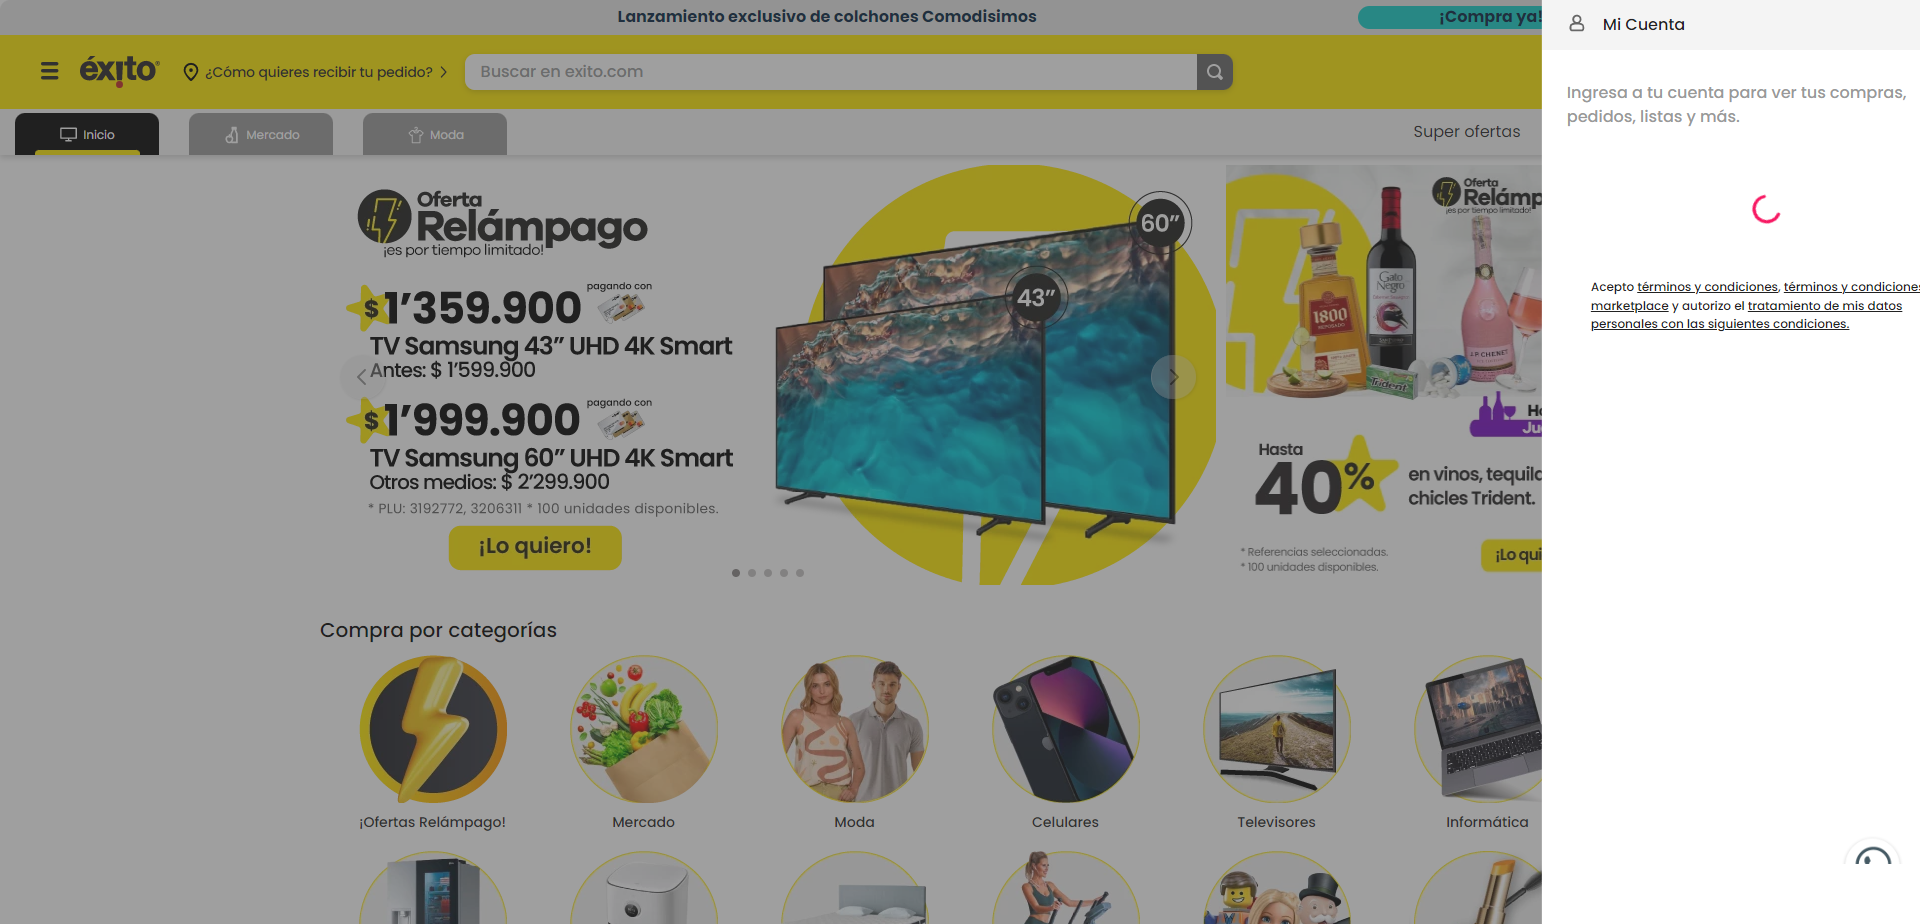 Lanzamiento exclusivo de colchones Comodisimos
¡Compra ya!
Mi Cuenta
éxito
¿Cómo quieres recibir tu pedido?
Buscar en exito.com
Ingresa a tu cuenta para ver tus compras,
pedidos, listas y más.
Inicio
Mercado
Moda
Super ofertas
Oferta
Relámpago
¡es por tiempo limitado!
$1’359.900 pagando con
TV Samsung 43” UHD 4K Smart
Antes: $ 1’599.900
$1’999.900 pagando con
TV Samsung 60” UHD 4K Smart
Otros medios: $ 2’299.900
* PLU: 3192772, 3206311 * 100 unidades disponibles.
¡Lo quiero!
60”
43”
Oferta
Relámp
¡es por tiempo limitado!
1800
REPOSADO
Gato
Negro
J.P. CHENET
Trident
Ho
Jue
Hasta
40%
en vinos, tequila
chicles Trident.
* Referencias seleccionadas.
* 100 unidades disponibles.
¡Lo qui
Acepto términos y condiciones, términos y condiciones
marketplace y autorizo el tratamiento de mis datos
personales con las siguientes condiciones.
Compra por categorías
¡Ofertas Relámpago!
Mercado
Moda
Celulares
Televisores
Informática